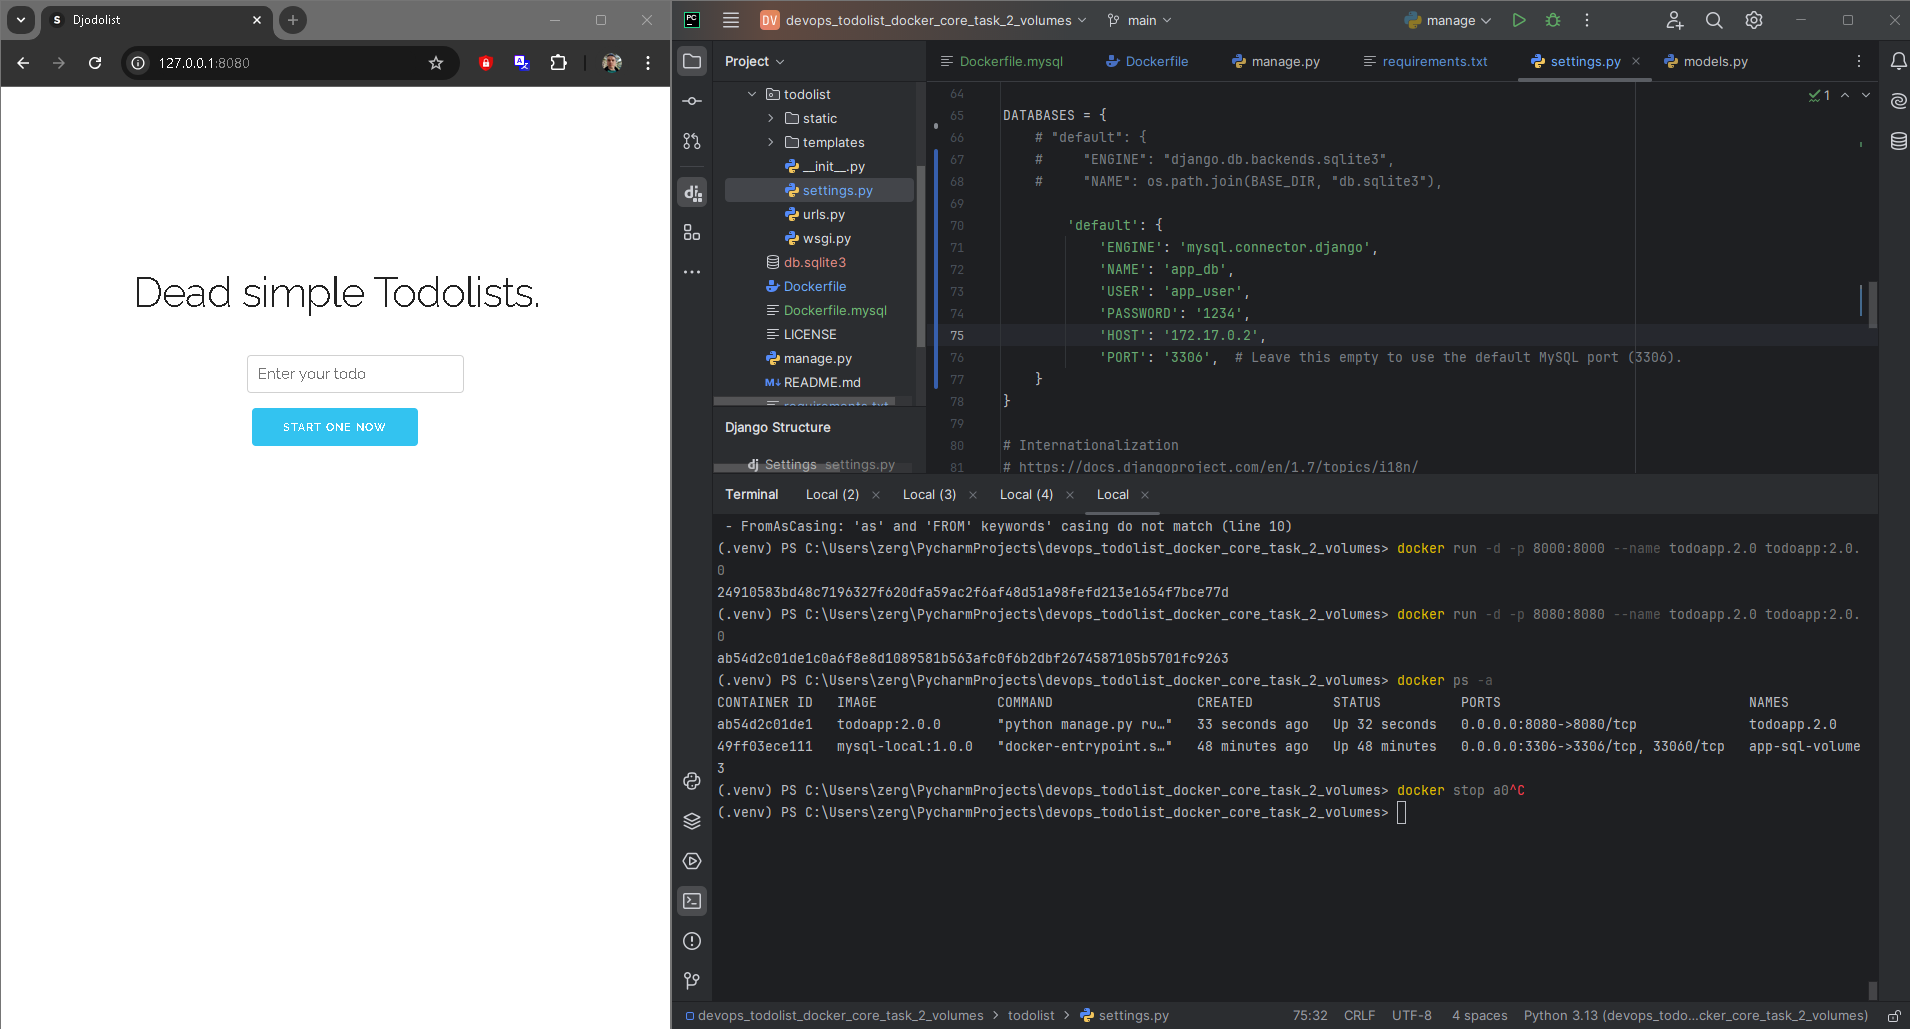 Djodolist
127.0.0.1:8080
Dead simple Todolists.
Enter your todo
START ONE NOW
PC
DV devops_todolist_docker_core_task_2_volumes
main
manage
Project
Dockerfile.mysql
Dockerfile
manage.py
requirements.txt
settings.py
models.py
todolist
static
templates
__init__.py
settings.py
urls.py
wsgi.py
db.sqlite3
Dockerfile
Dockerfile.mysql
LICENSE
manage.py
README.md
requirements.txt
Django Structure
dj Settings settings.py
1
64
65 DATABASES = {
66 # "default": {
67 # "ENGINE": "django.db.backends.sqlite3",
68 # "NAME": os.path.join(BASE_DIR, "db.sqlite3"),
69
70 'default': {
71 'ENGINE': 'mysql.connector.django',
72 'NAME': 'app_db',
73 'USER': 'app_user',
74 'PASSWORD': '1234',
75 'HOST': '172.17.0.2',
76 'PORT': '3306', # Leave this empty to use the default MySQL port (3306).
77 }
78 }
79
80 # Internationalization
81 # https://docs.djangoproject.com/en/1.7/topics/i18n/
Terminal Local (2) Local (3) Local (4) Local
- FromAsCasing: 'as' and 'FROM' keywords' casing do not match (line 10)
(.venv) PS C:\Users\zerg\PycharmProjects\devops_todolist_docker_core_task_2_volumes> docker run -d -p 8000:8000 --name todoapp.2.0 todoapp:2.0.
0
24910583bd48c7196327f620dfa59ac2f6af48d51a98fefd213e1654f7bce77d
(.venv) PS C:\Users\zerg\PycharmProjects\devops_todolist_docker_core_task_2_volumes> docker run -d -p 8080:8080 --name todoapp.2.0 todoapp:2.0.
0
ab54d2c01de1c0a6f8e8d1089581b563afc0f6b2dbf2674587105b5701fc9263
(.venv) PS C:\Users\zerg\PycharmProjects\devops_todolist_docker_core_task_2_volumes> docker ps -a
CONTAINER ID IMAGE COMMAND CREATED STATUS PORTS NAMES
ab54d2c01de1 todoapp:2.0.0 "python manage.py ru…" 33 seconds ago Up 32 seconds 0.0.0.0:8080->8080/tcp todoapp.2.0
49ff03ece111 mysql-local:1.0.0 "docker-entrypoint.s…" 48 minutes ago Up 48 minutes 0.0.0.0:3306->3306/tcp, 33060/tcp app-sql-volume
3
(.venv) PS C:\Users\zerg\PycharmProjects\devops_todolist_docker_core_task_2_volumes> docker stop a0^C
(.venv) PS C:\Users\zerg\PycharmProjects\devops_todolist_docker_core_task_2_volumes>
devops_todolist_docker_core_task_2_volumes > todolist > settings.py
75:32 CRLF UTF-8 4 spaces Python 3.13 (devops_todo...cker_core_task_2_volumes)